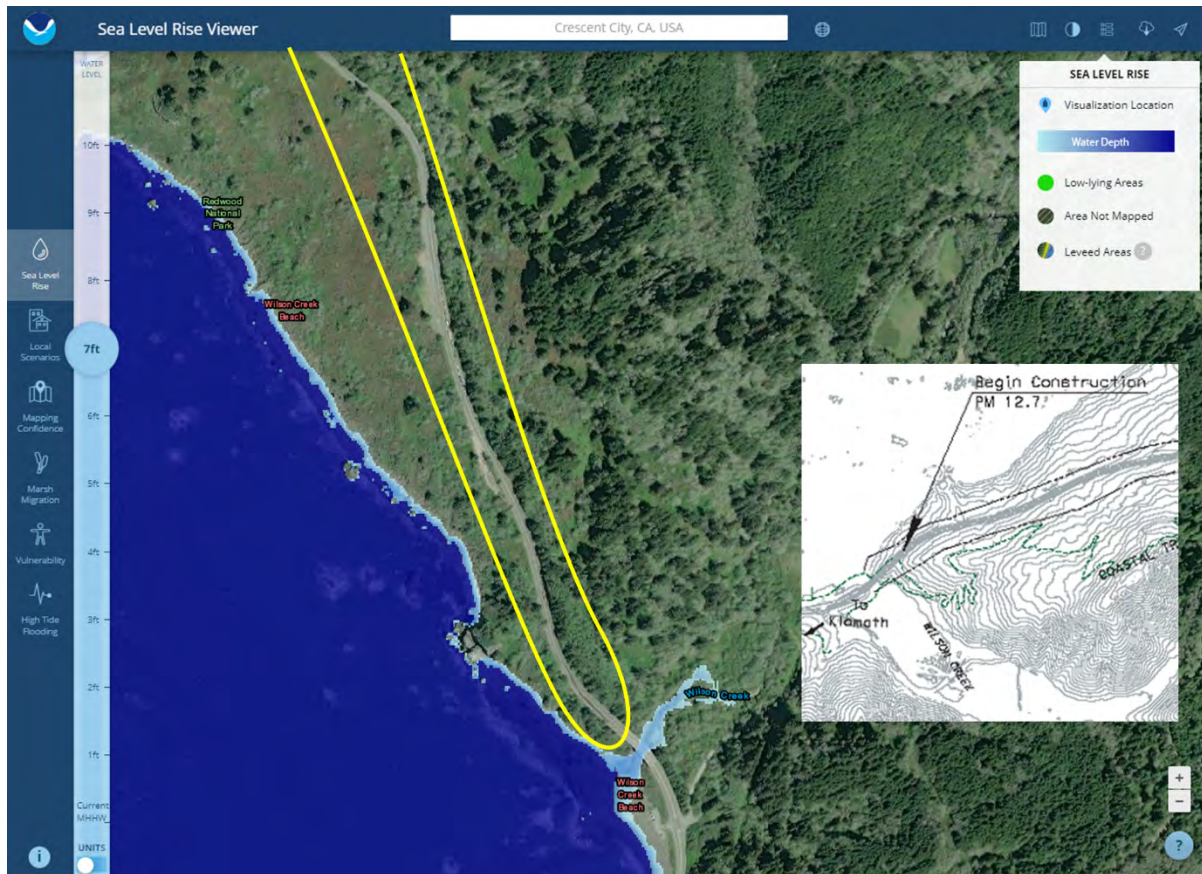 Sea Level Rise Viewer
Crescent City, CA, USA
WATER
LEVEL
10ft
9ft
8ft
7ft
6ft
5ft
4ft
3ft
2ft
1ft
Current
MHHW
UNITS
Sea Level
Rise
Local
Scenarios
Mapping
Confidence
Marsh
Migration
Vulnerability
High Tide
Flooding
i
Redwood
National
Park
Wilson Creek
Beach
Wilson Creek
Wilson
Creek
Beach
SEA LEVEL RISE
Visualization Location
Water Depth
Low-lying Areas
Area Not Mapped
Leveed Areas ?
Begin Construction
PM 12.7
COASTAL
To
Klamath
WILSON CREEK
+
−
?